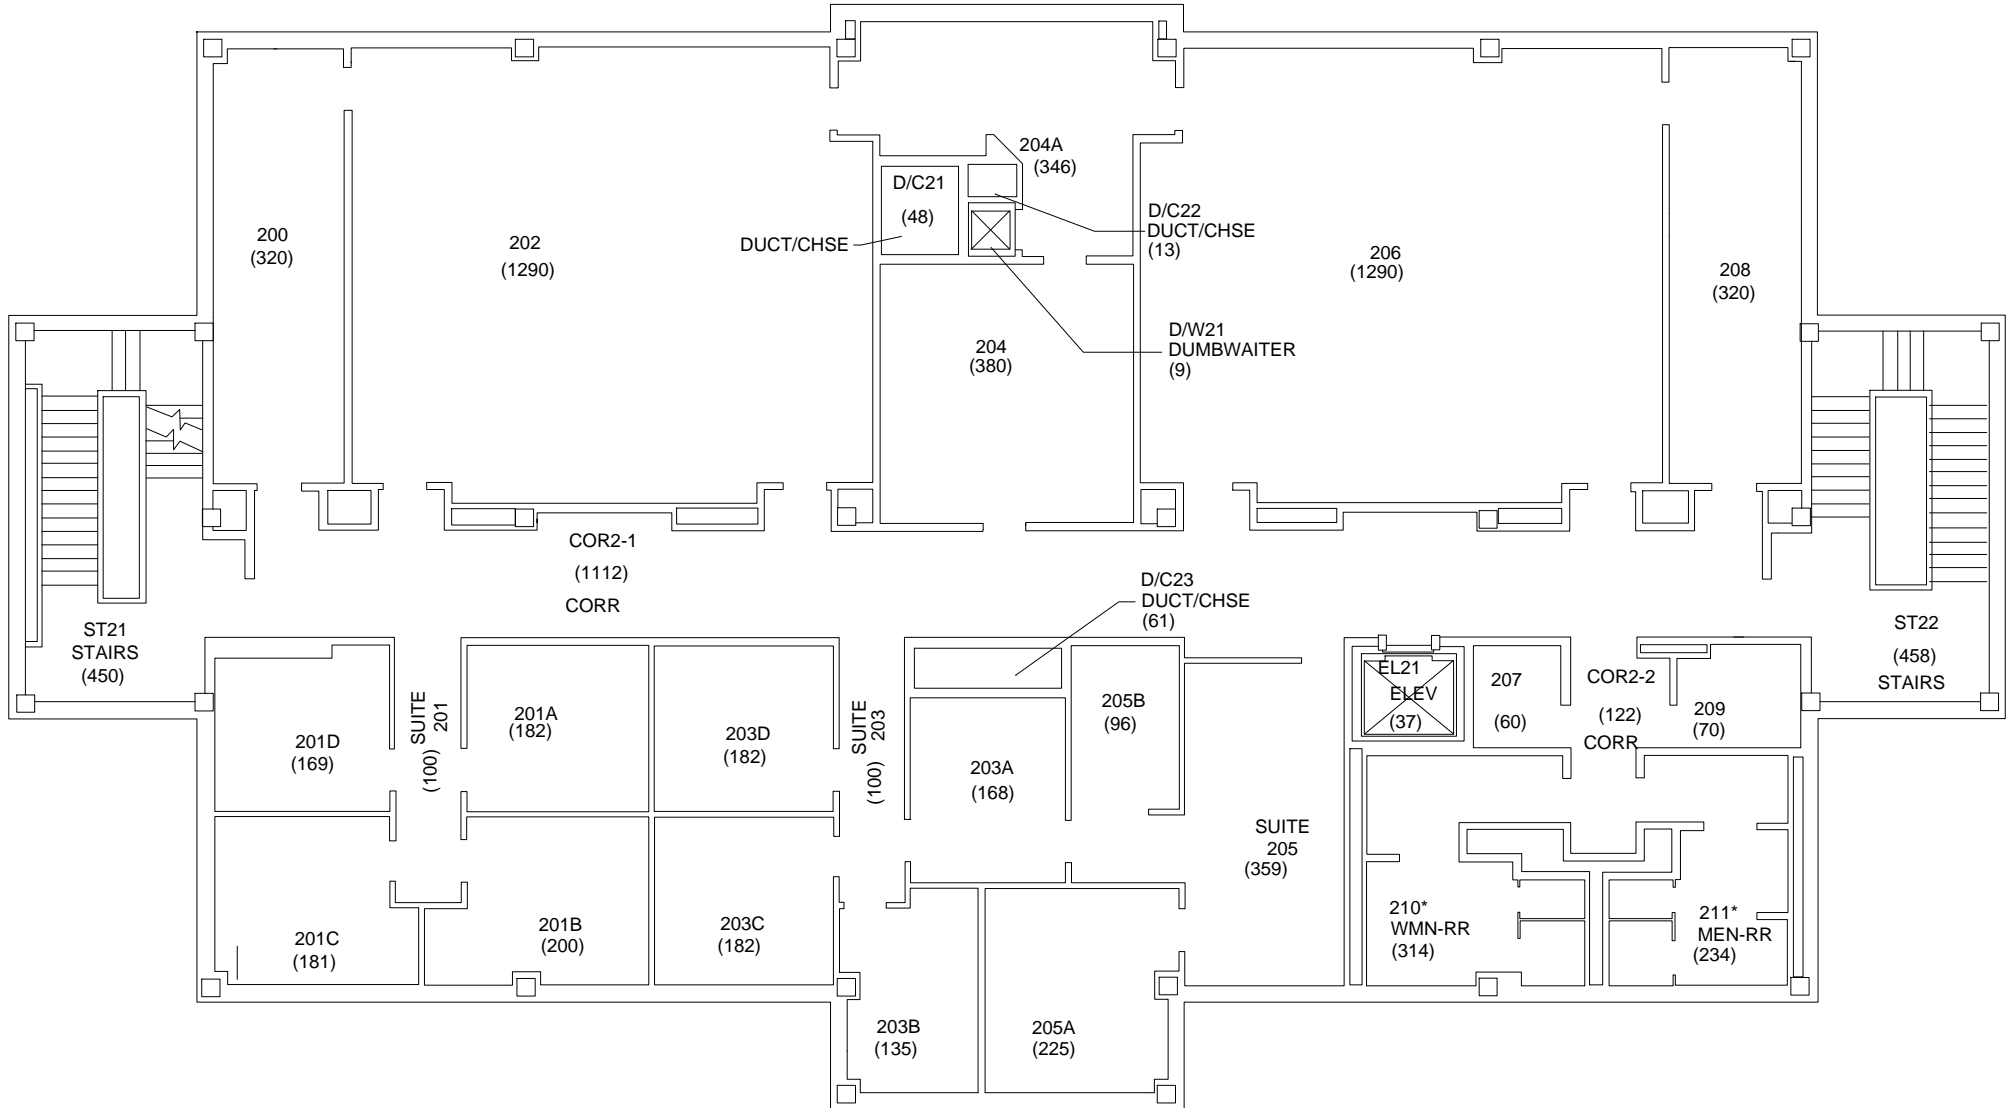 204A
(346)
D/C21
(48)
DUCT/CHSE
D/C22
DUCT/CHSE
(13)
200
(320)
202
(1290)
206
(1290)
208
(320)
D/W21
DUMBWAITER
(9)
204
(380)
COR2-1
(1112)
CORR
D/C23
DUCT/CHSE
(61)
ST21
STAIRS
(450)
ST22
(458)
STAIRS
201D
(169)
SUITE
201
(100)
201A
(182)
203D
(182)
SUITE
203
(100)
203A
(168)
205B
(96)
EL21
ELEV
(37)
207
(60)
COR2-2
(122)
CORR
209
(70)
SUITE
205
(359)
201C
(181)
201B
(200)
203C
(182)
210*
WMN-RR
(314)
211*
MEN-RR
(234)
203B
(135)
205A
(225)